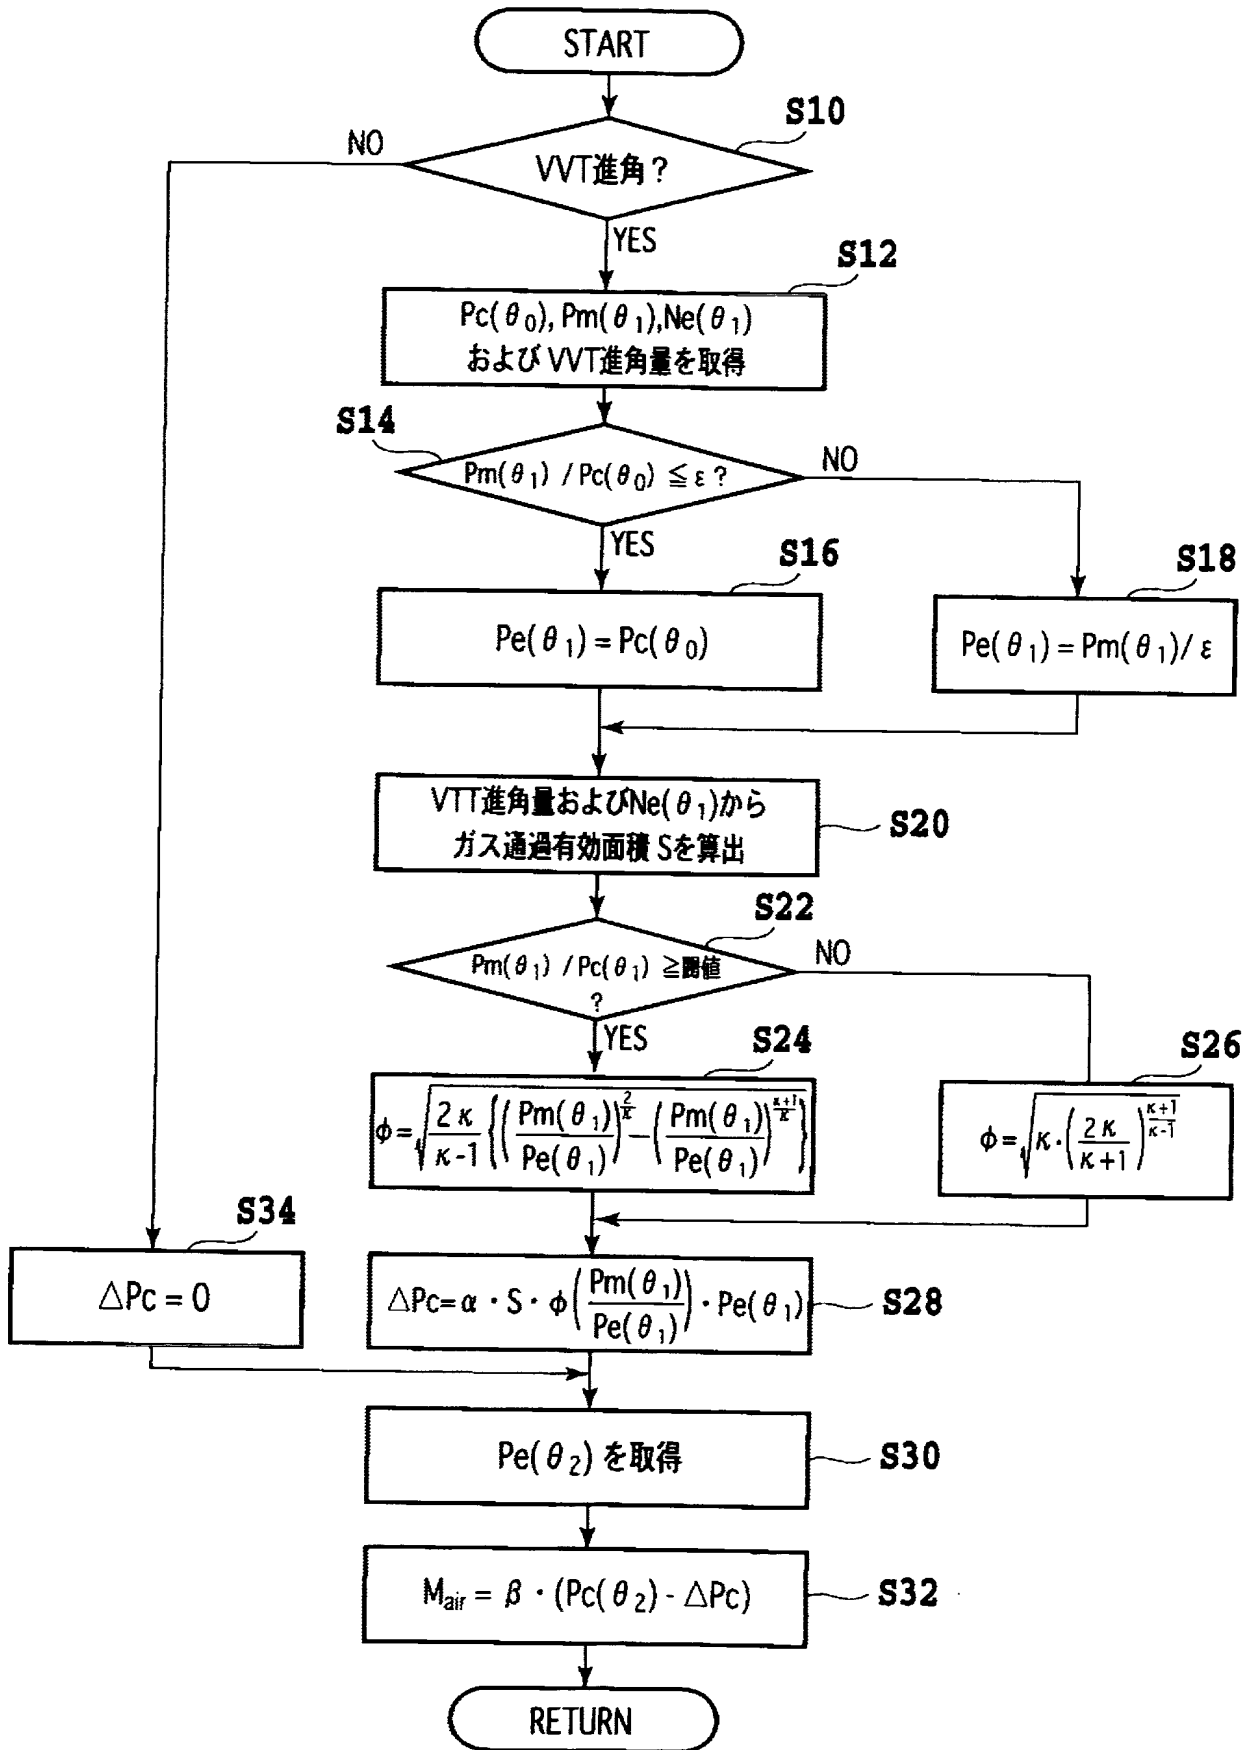 START
S10
NO
VVT進角？
YES
S12
Pc(θ0), Pm(θ1),Ne(θ1)
および VVT進角量を取得
S14
Pm(θ1) / Pc(θ0) ≦ ε ?
NO
YES
S16
S18
Pe(θ1) = Pc(θ0)
Pe(θ1) = Pm(θ1)/ ε
VTT進角量およびNe(θ1)から
ガス通過有効面積 Sを算出
S20
S22
Pm(θ1) / Pc(θ1) ≧閾値
?
NO
YES
S24
S26
φ=√(2κ/(κ-1) {(Pm(θ1)/Pe(θ1))^(2/κ) − (Pm(θ1)/Pe(θ1))^((κ+1)/κ)})
φ=√(κ·(2κ/(κ+1))^((κ+1)/(κ-1)))
S34
△Pc = 0
△Pc=α・S・φ(Pm(θ1)/Pe(θ1))・Pe(θ1)
S28
Pe(θ2) を取得
S30
Mair = β・(Pc(θ2) - △Pc)
S32
RETURN